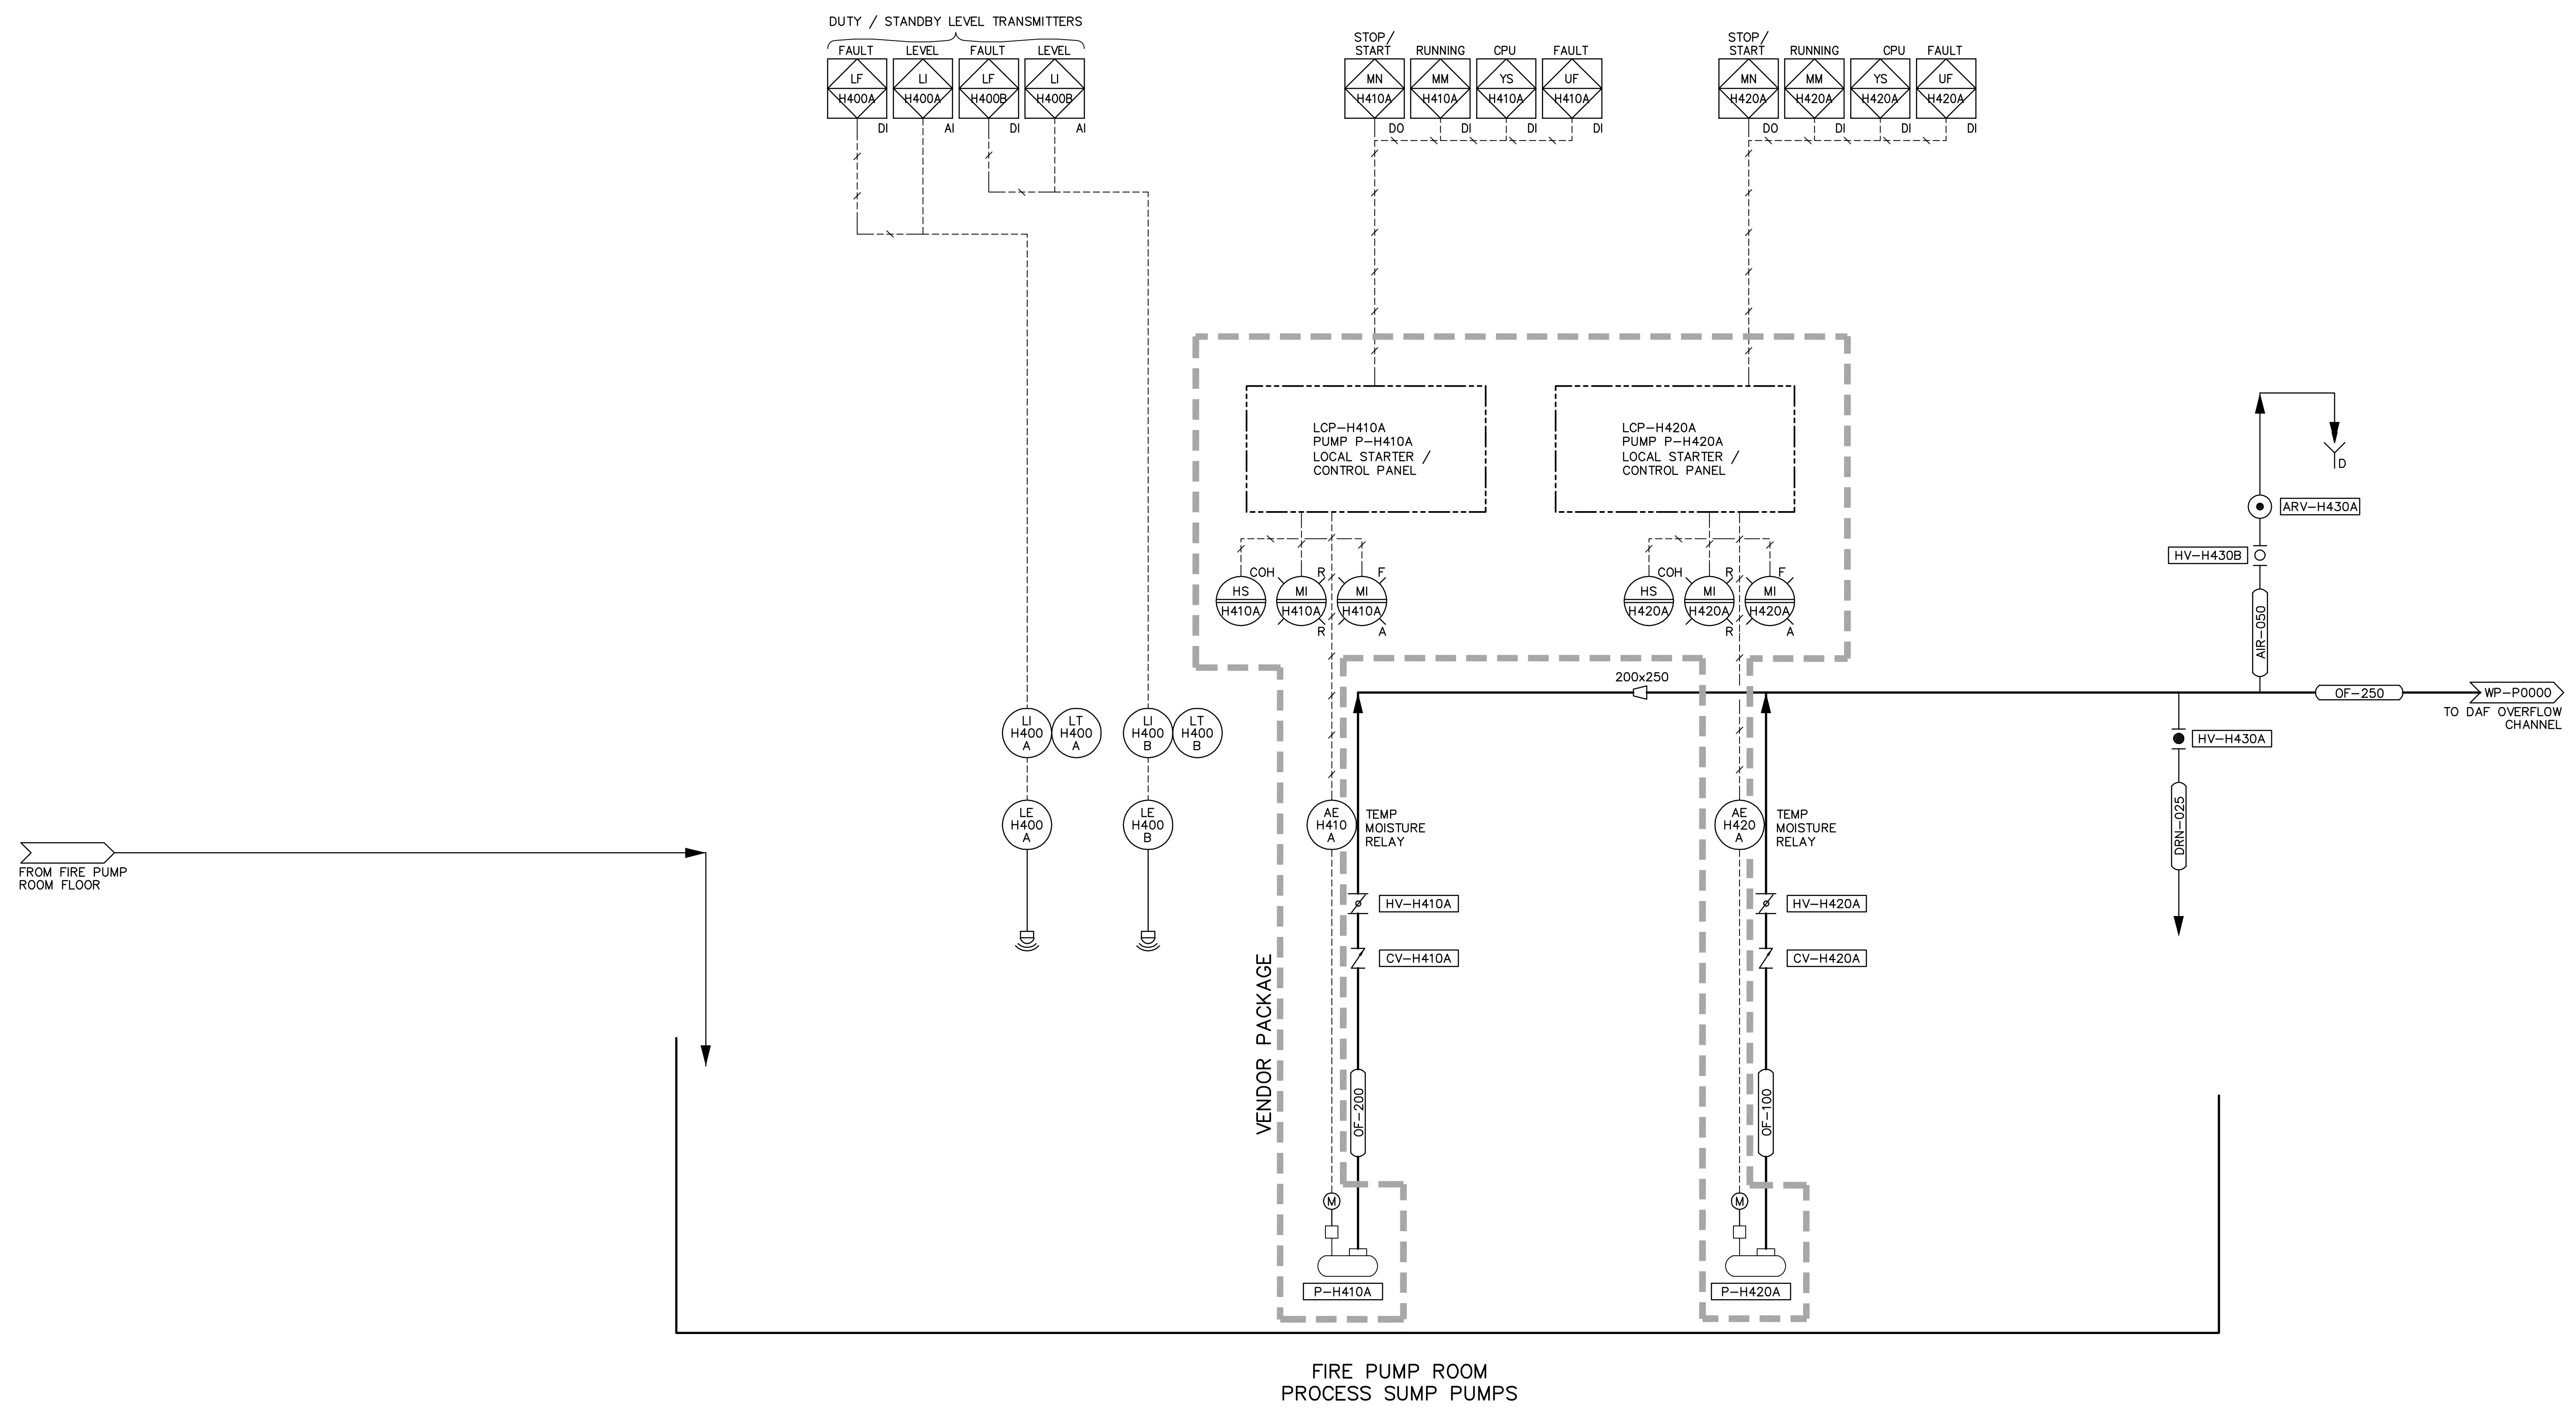 DUTY / STANDBY LEVEL TRANSMITTERS
FAULT
LEVEL
FAULT
LEVEL
LF
H400A
DI
LI
H400A
AI
LF
H400B
DI
LI
H400B
AI
STOP/
START
RUNNING
CPU
FAULT
MN
H410A
DO
MM
H410A
DI
YS
H410A
DI
UF
H410A
DI
STOP/
START
RUNNING
CPU
FAULT
MN
H420A
DO
MM
H420A
DI
YS
H420A
DI
UF
H420A
DI
LCP-H410A
PUMP P-H410A
LOCAL STARTER /
CONTROL PANEL
LCP-H420A
PUMP P-H420A
LOCAL STARTER /
CONTROL PANEL
COH
HS
H410A
R
MI
H410A
R
F
MI
H410A
A
COH
HS
H420A
R
MI
H420A
R
F
MI
H420A
A
D
ARV-H430A
HV-H430B
AIR-050
200x250
OF-250
WP-P0000
TO DAF OVERFLOW
CHANNEL
HV-H430A
DRN-025
LI
H400
A
LT
H400
A
LI
H400
B
LT
H400
B
LE
H400
A
LE
H400
B
AE
H410
A
TEMP
MOISTURE
RELAY
AE
H420
A
TEMP
MOISTURE
RELAY
FROM FIRE PUMP
ROOM FLOOR
HV-H410A
CV-H410A
HV-H420A
CV-H420A
VENDOR PACKAGE
OF-200
OF-100
M
M
P-H410A
P-H420A
FIRE PUMP ROOM
PROCESS SUMP PUMPS